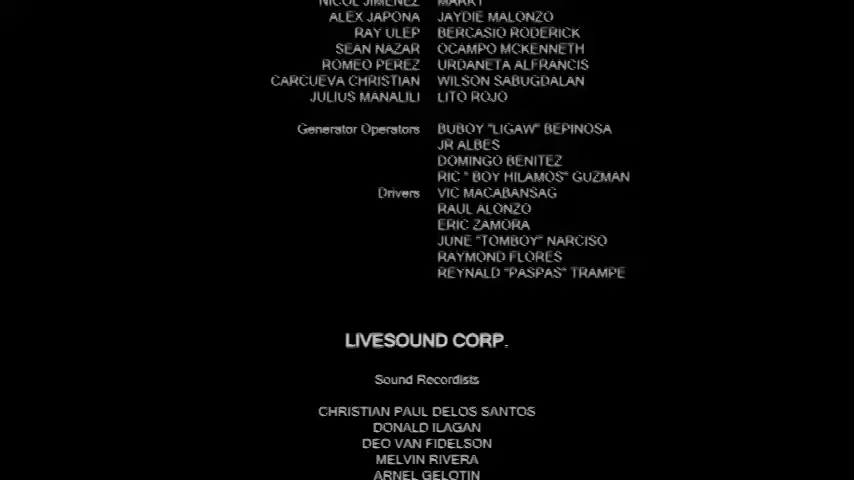 NICOL JIMENEZ MARKY
ALEX JAPONA JAYDIE MALONZO
RAY ULEP BERCASIO RODERICK
SEAN NAZAR OCAMPO MCKENNETH
ROMEO PEREZ URDANETA ALFRANCIS
CARCUEVA CHRISTIAN WILSON SABUGDALAN
JULIUS MANALILI LITO ROJO
Generator Operators BUBOY "LIGAW" BEPINOSA
JR ALBES
DOMINGO BENITEZ
RIC " BOY HILAMOS" GUZMAN
Drivers VIC MACABANSAG
RAUL ALONZO
ERIC ZAMORA
JUNE "TOMBOY" NARCISO
RAYMOND FLORES
REYNALD "PASPAS" TRAMPE
LIVESOUND CORP.
Sound Recordists
CHRISTIAN PAUL DELOS SANTOS
DONALD ILAGAN
DEO VAN FIDELSON
MELVIN RIVERA
ARNEL GELOTIN